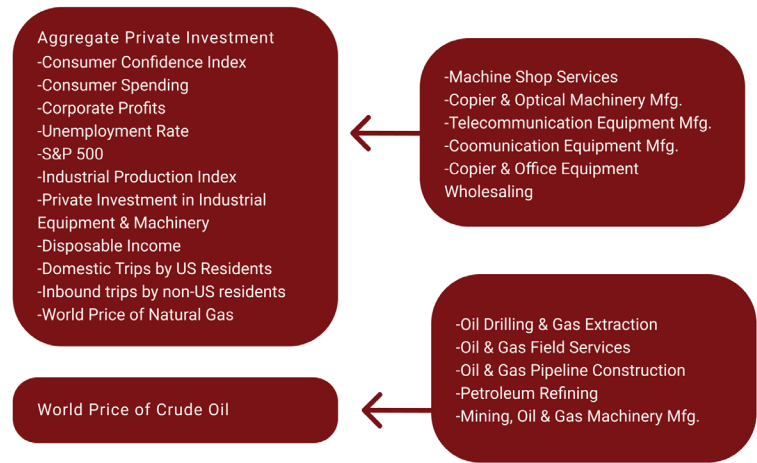 Aggregate Private Investment
-Consumer Confidence Index
-Consumer Spending
-Corporate Profits
-Unemployment Rate
-S&P 500
-Industrial Production Index
-Private Investment in Industrial
Equipment & Machinery
-Disposable Income
-Domestic Trips by US Residents
-Inbound trips by non-US residents
-World Price of Natural Gas
-Machine Shop Services
-Copier & Optical Machinery Mfg.
-Telecommunication Equipment Mfg.
-Coomunication Equipment Mfg.
-Copier & Office Equipment
Wholesaling
World Price of Crude Oil
-Oil Drilling & Gas Extraction
-Oil & Gas Field Services
-Oil & Gas Pipeline Construction
-Petroleum Refining
-Mining, Oil & Gas Machinery Mfg.